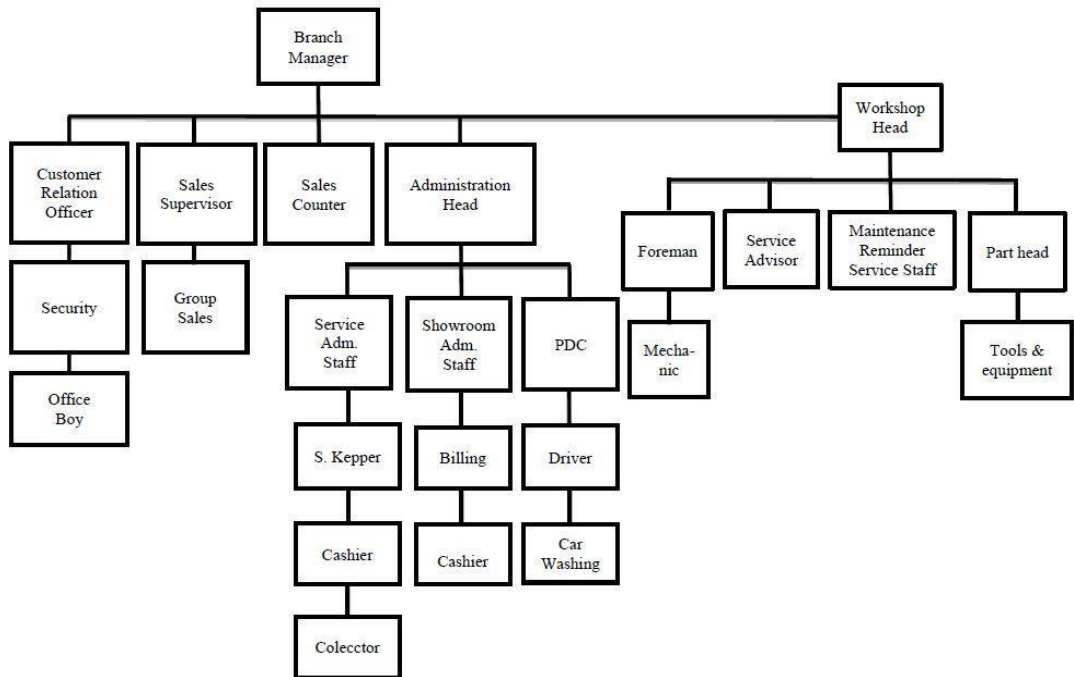 Branch
Manager
Workshop
Head
Customer
Relation
Officer
Sales
Supervisor
Sales
Counter
Administration
Head
Foreman
Service
Advisor
Maintenance
Reminder
Service Staff
Part head
Security
Group
Sales
Service
Adm.
Staff
Showroom
Adm.
Staff
PDC
Mecha-
nic
Tools &
equipment
Office
Boy
S. Kepper
Billing
Driver
Cashier
Cashier
Car
Washing
Colecctor